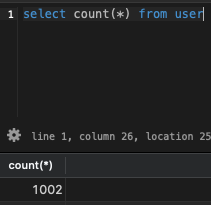 1 select count(*) from user
line 1, column 26, location 25
count(*)
1002